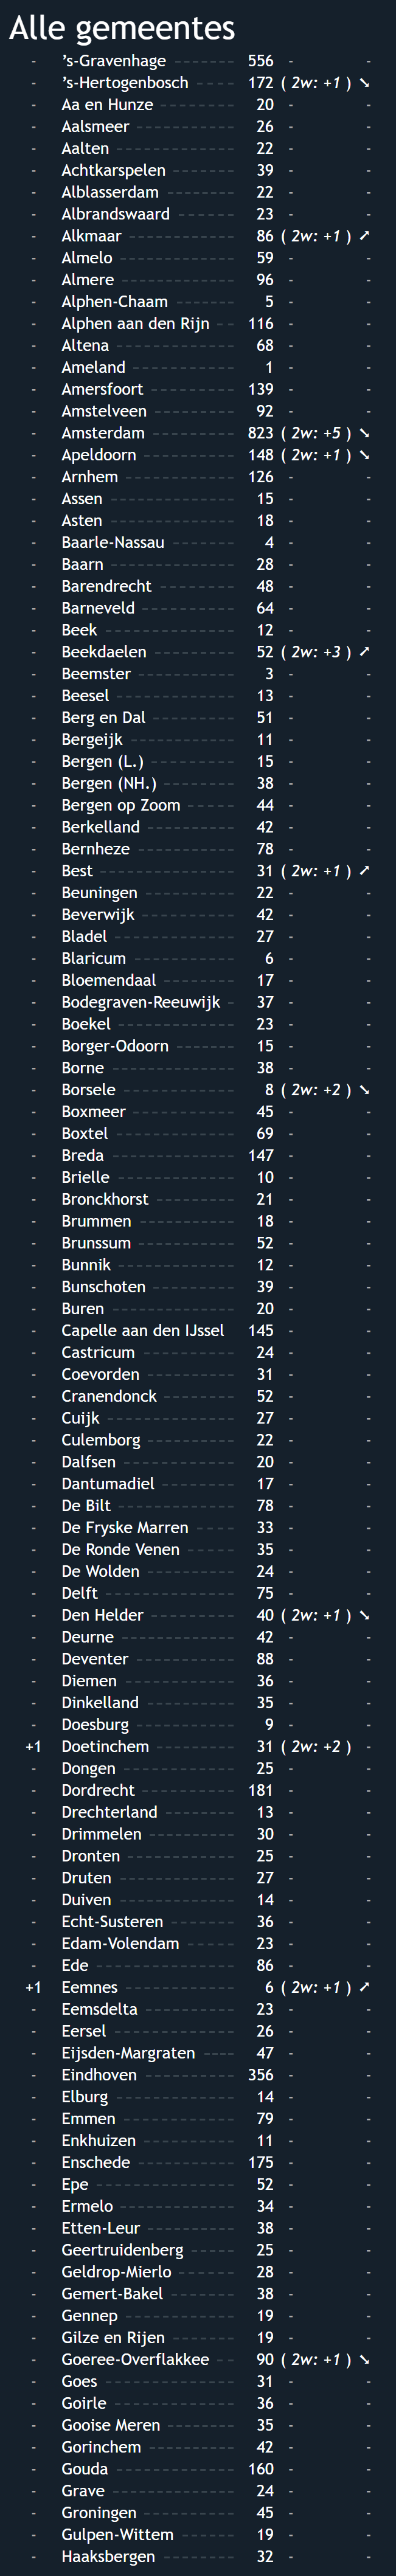 Alle gemeentes
- ’s-Gravenhage 556 - -
- ’s-Hertogenbosch 172 ( 2w: +1 ) ➘
- Aa en Hunze 20 - -
- Aalsmeer 26 - -
- Aalten 22 - -
- Achtkarspelen 39 - -
- Alblasserdam 22 - -
- Albrandswaard 23 - -
- Alkmaar 86 ( 2w: +1 ) ➚
- Almelo 59 - -
- Almere 96 - -
- Alphen-Chaam 5 - -
- Alphen aan den Rijn 116 - -
- Altena 68 - -
- Ameland 1 - -
- Amersfoort 139 - -
- Amstelveen 92 - -
- Amsterdam 823 ( 2w: +5 ) ➘
- Apeldoorn 148 ( 2w: +1 ) ➘
- Arnhem 126 - -
- Assen 15 - -
- Asten 18 - -
- Baarle-Nassau 4 - -
- Baarn 28 - -
- Barendrecht 48 - -
- Barneveld 64 - -
- Beek 12 - -
- Beekdaelen 52 ( 2w: +3 ) ➚
- Beemster 3 - -
- Beesel 13 - -
- Berg en Dal 51 - -
- Bergeijk 11 - -
- Bergen (L.) 15 - -
- Bergen (NH.) 38 - -
- Bergen op Zoom 44 - -
- Berkelland 42 - -
- Bernheze 78 - -
- Best 31 ( 2w: +1 ) ➚
- Beuningen 22 - -
- Beverwijk 42 - -
- Bladel 27 - -
- Blaricum 6 - -
- Bloemendaal 17 - -
- Bodegraven-Reeuwijk 37 - -
- Boekel 23 - -
- Borger-Odoorn 15 - -
- Borne 38 - -
- Borsele 8 ( 2w: +2 ) ➘
- Boxmeer 45 - -
- Boxtel 69 - -
- Breda 147 - -
- Brielle 10 - -
- Bronckhorst 21 - -
- Brummen 18 - -
- Brunssum 52 - -
- Bunnik 12 - -
- Bunschoten 39 - -
- Buren 20 - -
- Capelle aan den IJssel 145 - -
- Castricum 24 - -
- Coevorden 31 - -
- Cranendonck 52 - -
- Cuijk 27 - -
- Culemborg 22 - -
- Dalfsen 20 - -
- Dantumadiel 17 - -
- De Bilt 78 - -
- De Fryske Marren 33 - -
- De Ronde Venen 35 - -
- De Wolden 24 - -
- Delft 75 - -
- Den Helder 40 ( 2w: +1 ) ➘
- Deurne 42 - -
- Deventer 88 - -
- Diemen 36 - -
- Dinkelland 35 - -
- Doesburg 9 - -
+1 Doetinchem 31 ( 2w: +2 ) -
- Dongen 25 - -
- Dordrecht 181 - -
- Drechterland 13 - -
- Drimmelen 30 - -
- Dronten 25 - -
- Druten 27 - -
- Duiven 14 - -
- Echt-Susteren 36 - -
- Edam-Volendam 23 - -
- Ede 86 - -
+1 Eemnes 6 ( 2w: +1 ) ➚
- Eemsdelta 23 - -
- Eersel 26 - -
- Eijsden-Margraten 47 - -
- Eindhoven 356 - -
- Elburg 14 - -
- Emmen 79 - -
- Enkhuizen 11 - -
- Enschede 175 - -
- Epe 52 - -
- Ermelo 34 - -
- Etten-Leur 38 - -
- Geertruidenberg 25 - -
- Geldrop-Mierlo 28 - -
- Gemert-Bakel 38 - -
- Gennep 19 - -
- Gilze en Rijen 19 - -
- Goeree-Overflakkee 90 ( 2w: +1 ) ➘
- Goes 31 - -
- Goirle 36 - -
- Gooise Meren 35 - -
- Gorinchem 42 - -
- Gouda 160 - -
- Grave 24 - -
- Groningen 45 - -
- Gulpen-Wittem 19 - -
- Haaksbergen 32 - -